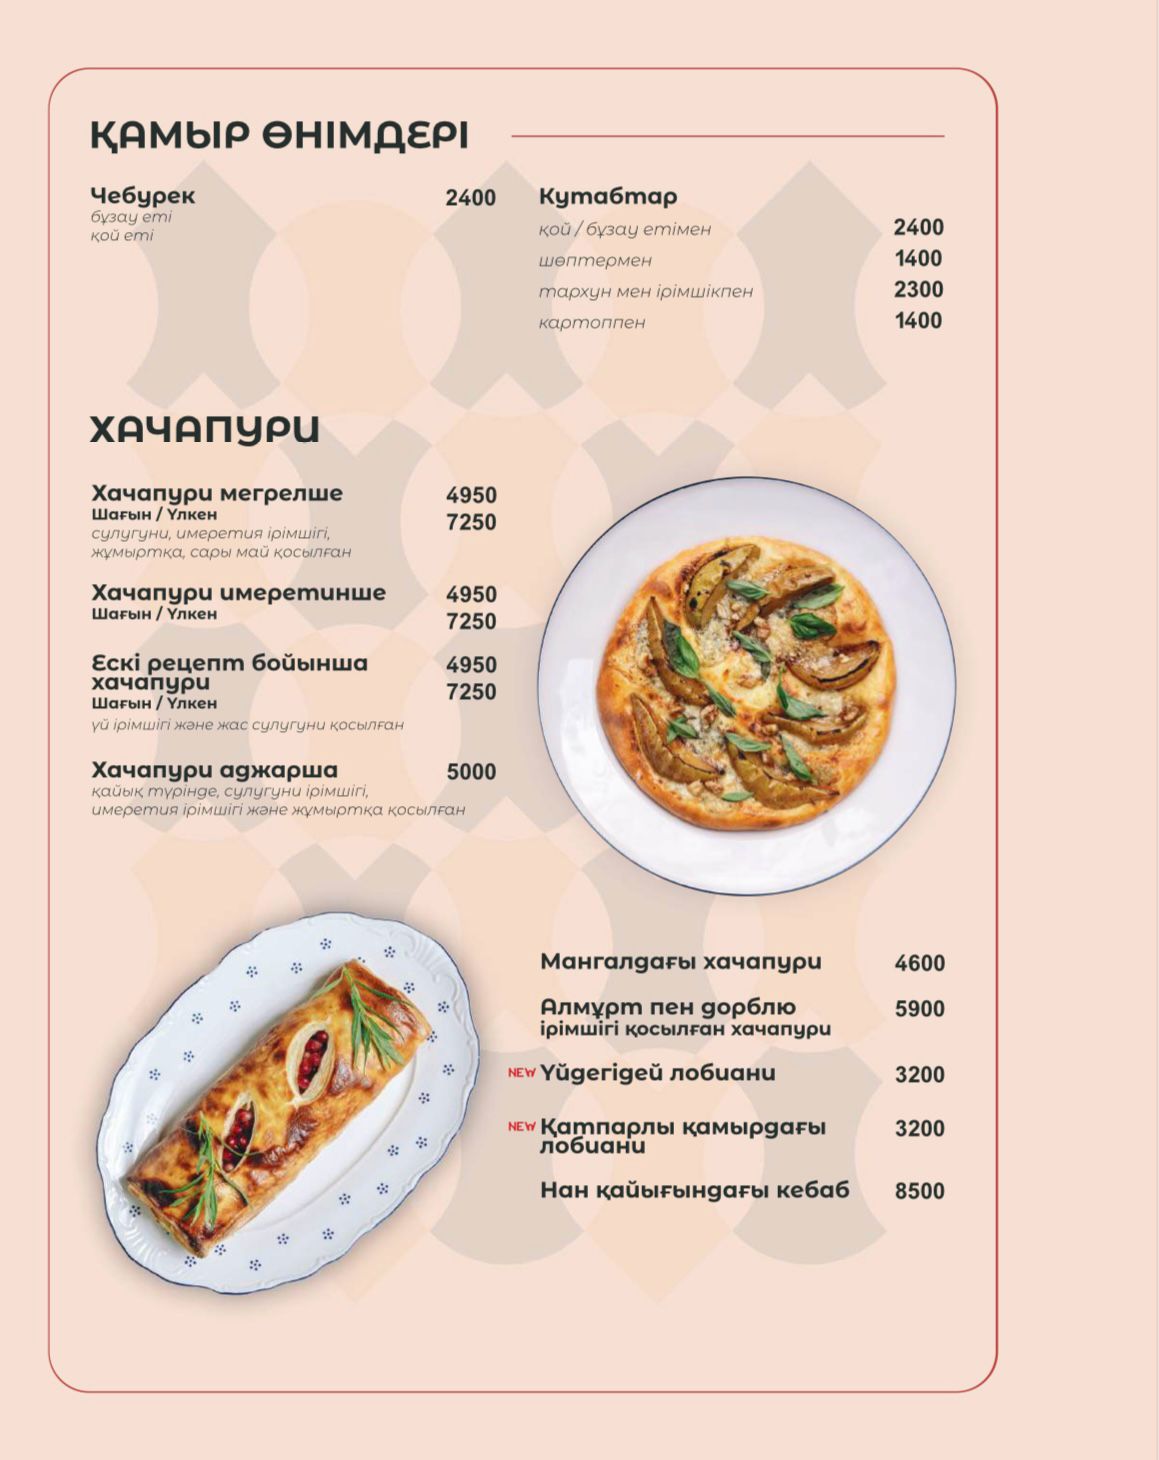 ҚАМЫР ӨНІМДЕРІ
Чебурек 2400
бұзау еті
қой еті
Кутабтар
қой / бұзау етімен 2400
шөптермен 1400
тархун мен ірімшікпен 2300
картоппен 1400
ХАЧАПУРИ
Хачапури мегрелше 4950
Шағын / Үлкен 7250
сулугуни, имеретия ірімшігі,
жұмыртқа, сары май қосылған
Хачапури имеретинше 4950
Шағын / Үлкен 7250
Ескі рецепт бойынша 4950
хачапури 7250
Шағын / Үлкен
үй ірімшігі және жас сулугуни қосылған
Хачапури аджарша 5000
қайық түрінде, сулугуни ірімшігі,
имеретия ірімшігі және жұмыртқа қосылған
Мангалдағы хачапури 4600
Алмұрт пен дорблю 5900
ірімшігі қосылған хачапури
NEW Үйдегідей лобиани 3200
NEW Қатпарлы қамырдағы 3200
лобиани
Нан қайығындағы кебаб 8500